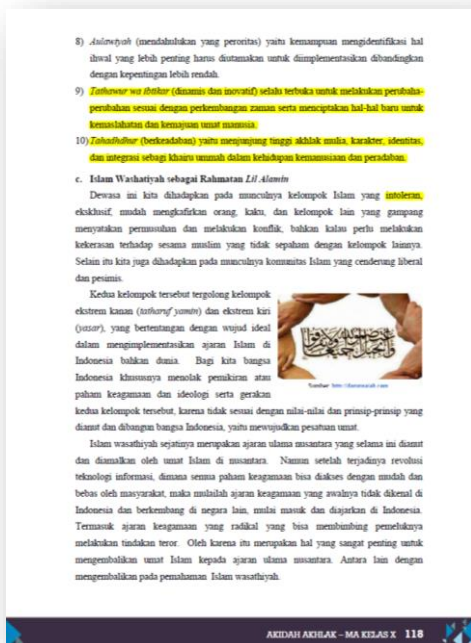 8) Aulawiyah (mendahulukan yang peroritas) yaitu kemampuan mengidentifikasi hal
ihwal yang lebih penting harus diutamakan untuk diimplementasikan dibandingkan
dengan kepentingan lebih rendah.
9) Tathawur wa ibtikar (dinamis dan inovatif) selalu terbuka untuk melakukan perubaha-
perubahan sesuai dengan perkembangan zaman serta menciptakan hal-hal baru untuk
kemaslahatan dan kemajuan umat manusia.
10) Tahadhdhur (berkeadaban) yaitu menjunjung tinggi akhlak mulia, karakter, identitas,
dan integrasi sebagai khairu ummah dalam kehidupan kemanusiaan dan peradaban.
c. Islam Washatiyah sebagai Rahmatan Lil Alamin
Dewasa ini kita dihadapkan pada munculnya kelompok Islam yang intoleran,
eksklusif, mudah mengkafirkan orang, kaku, dan kelompok lain yang gampang
menyatakan permusuhan dan melakukan konflik, bahkan kalau perlu melakukan
kekerasan terhadap sesama muslim yang tidak sepaham dengan kelompok lainnya.
Selain itu kita juga dihadapkan pada munculnya komunitas Islam yang cenderung liberal
dan pesimis.
Kedua kelompok tersebut tergolong kelompok
ekstrem kanan (tatharuf yamin) dan ekstrem kiri
(yasar), yang bertentangan dengan wujud ideal
dalam mengimplementasikan ajaran Islam di
Indonesia bahkan dunia. Bagi kita bangsa
Indonesia khususnya menolak pemikiran atau
paham keagamaan dan ideologi serta gerakan
Sumber
kedua kelompok tersebut, karena tidak sesuai dengan nilai-nilai dan prinsip-prinsip yang
dianut dan dibangun bangsa Indonesia, yaitu mewujudkan pesatuan umat.
Islam wasathiyah sejatinya merupakan ajaran ulama nusantara yang selama ini dianut
dan diamalkan oleh umat Islam di nusantara. Namun setelah terjadinya revolusi
teknologi informasi, dimana semua paham keagamaan bisa diakses dengan mudah dan
bebas oleh masyarakat, maka mulailah ajaran keagamaan yang awalnya tidak dikenal di
Indonesia dan berkembang di negara lain, mulai masuk dan diajarkan di Indonesia.
Termasuk ajaran keagamaan yang radikal yang bisa membimbing pemeluknya
melakukan tindakan teror. Oleh karena itu merupakan hal yang sangat penting untuk
mengembalikan umat Islam kepada ajaran ulama nusantara. Antara lain dengan
mengembalikan pada pemahaman Islam wasathiyah.
AKIDAH AKHLAK – MA KELAS X 118